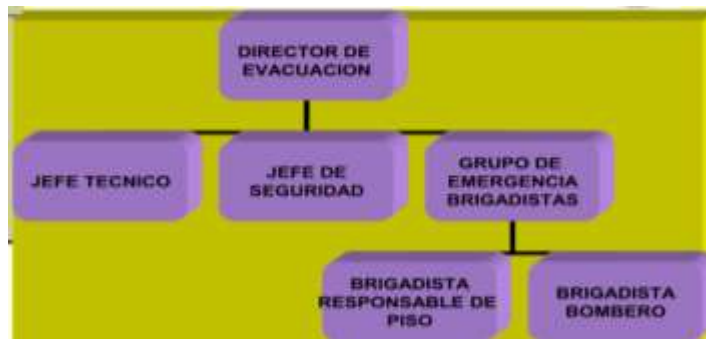 DIRECTOR DE
EVACUACION
JEFE TECNICO
JEFE DE
SEGURIDAD
GRUPO DE
EMERGENCIA
BRIGADISTAS
BRIGADISTA
RESPONSABLE DE
PISO
BRIGADISTA
BOMBERO